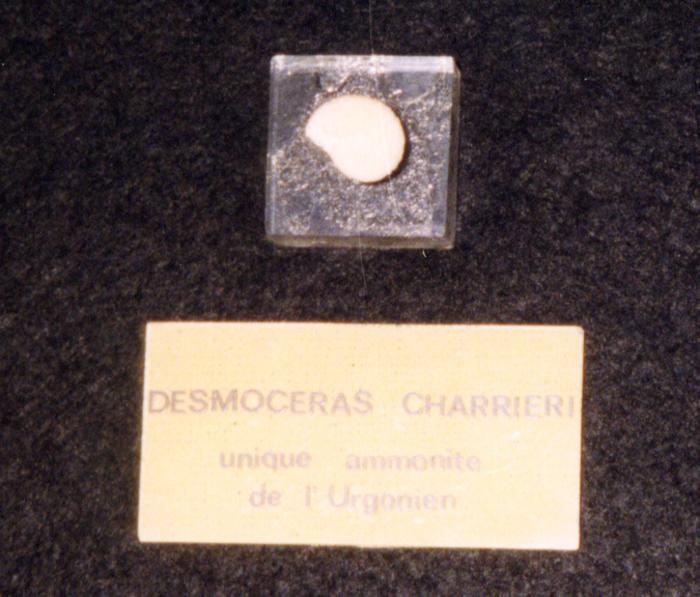 DESMOCERAS CHARRIERI
unique ammonite
de l'Urgonien